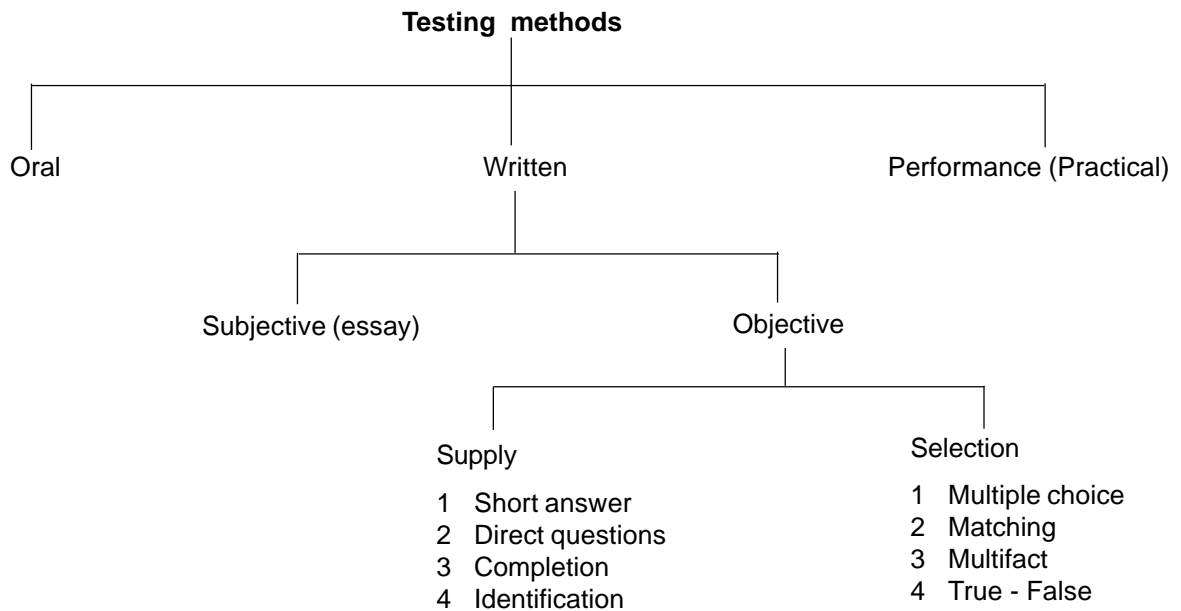 Testing methods
Oral
Written
Performance (Practical)
Subjective (essay)
Objective
Supply
1 Short answer
2 Direct questions
3 Completion
4 Identification
Selection
1 Multiple choice
2 Matching
3 Multifact
4 True - False